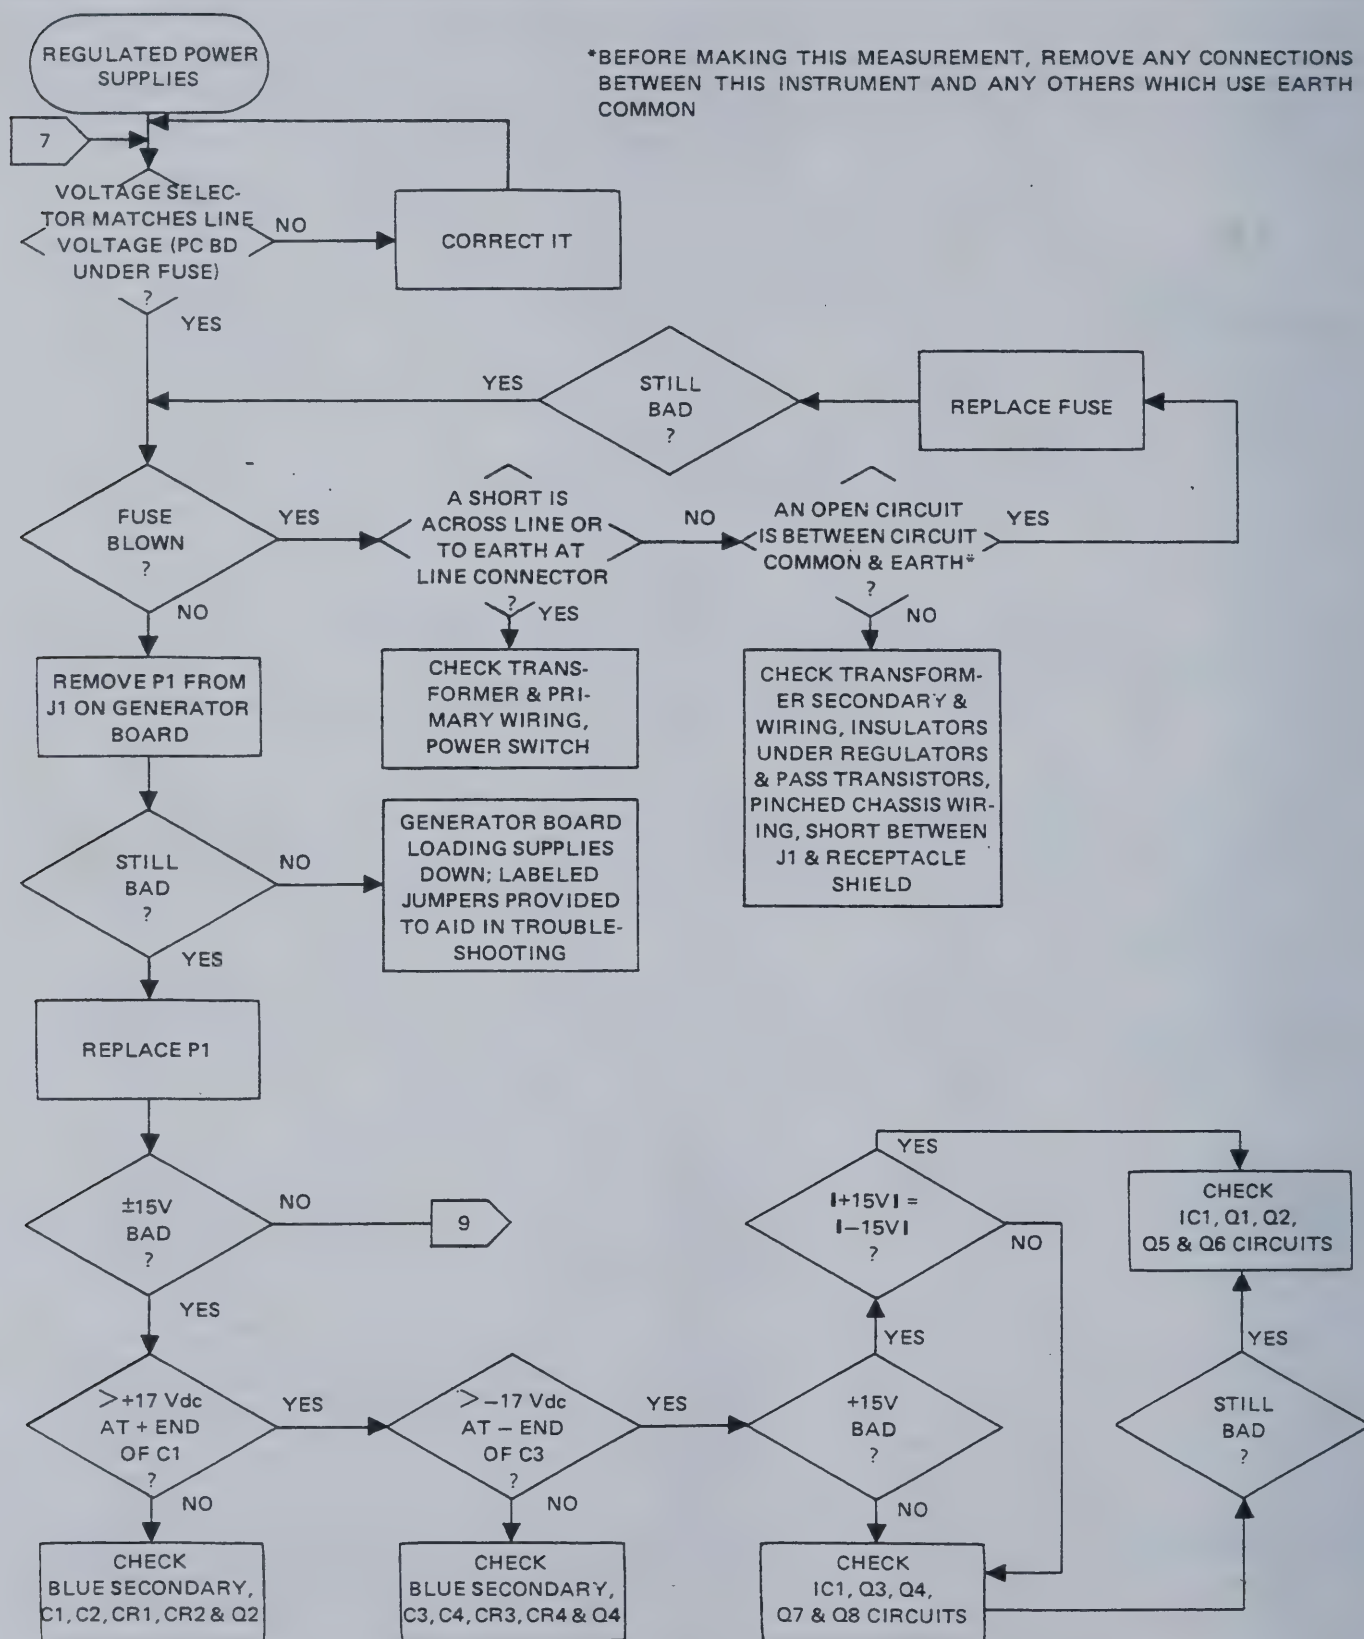 REGULATED POWER
SUPPLIES
*BEFORE MAKING THIS MEASUREMENT, REMOVE ANY CONNECTIONS
BETWEEN THIS INSTRUMENT AND ANY OTHERS WHICH USE EARTH
COMMON
7
VOLTAGE SELEC-
TOR MATCHES LINE
VOLTAGE (PC BD
UNDER FUSE)
?
NO
CORRECT IT
YES
YES
STILL
BAD
?
REPLACE FUSE
FUSE
BLOWN
?
YES
A SHORT IS
ACROSS LINE OR
TO EARTH AT
LINE CONNECTOR
?
NO
AN OPEN CIRCUIT
IS BETWEEN CIRCUIT
COMMON & EARTH*
?
YES
NO
YES
NO
REMOVE P1 FROM
J1 ON GENERATOR
BOARD
CHECK TRANS-
FORMER & PRI-
MARY WIRING,
POWER SWITCH
CHECK TRANSFORM-
ER SECONDARY &
WIRING, INSULATORS
UNDER REGULATORS
& PASS TRANSISTORS,
PINCHED CHASSIS WIR-
ING, SHORT BETWEEN
J1 & RECEPTACLE
SHIELD
STILL
BAD
?
NO
GENERATOR BOARD
LOADING SUPPLIES
DOWN; LABELED
JUMPERS PROVIDED
TO AID IN TROUBLE-
SHOOTING
YES
REPLACE P1
±15V
BAD
?
NO
9
|+15V| =
|−15V|
?
YES
NO
CHECK
IC1, Q1, Q2,
Q5 & Q6 CIRCUITS
YES
YES
YES
>+17 Vdc
AT + END
OF C1
?
YES
>−17 Vdc
AT − END
OF C3
?
YES
+15V
BAD
?
STILL
BAD
?
NO
NO
NO
CHECK
BLUE SECONDARY,
C1, C2, CR1, CR2 & Q2
CHECK
BLUE SECONDARY,
C3, C4, CR3, CR4 & Q4
CHECK
IC1, Q3, Q4,
Q7 & Q8 CIRCUITS